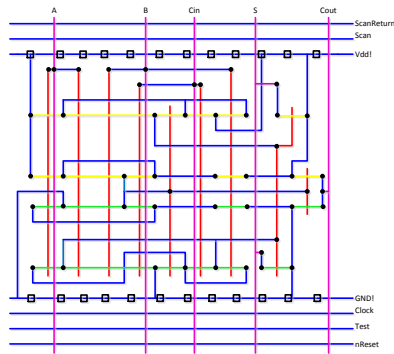 A B Cin S Cout
ScanReturn
Scan
Vdd!
GND!
Clock
Test
nReset